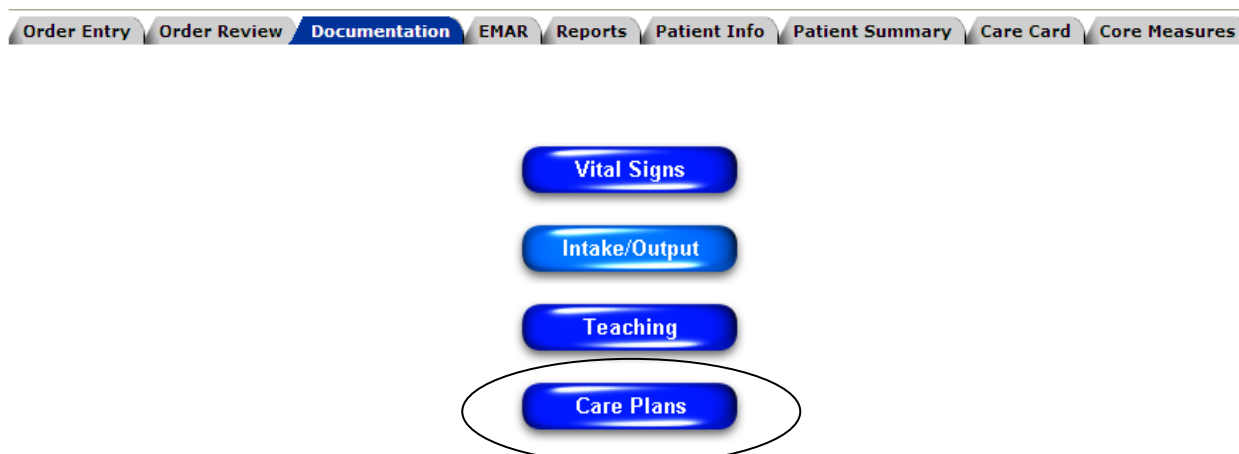 Order Entry Order Review Documentation EMAR Reports Patient Info Patient Summary Care Card Core Measures
Vital Signs
Intake/Output
Teaching
Care Plans